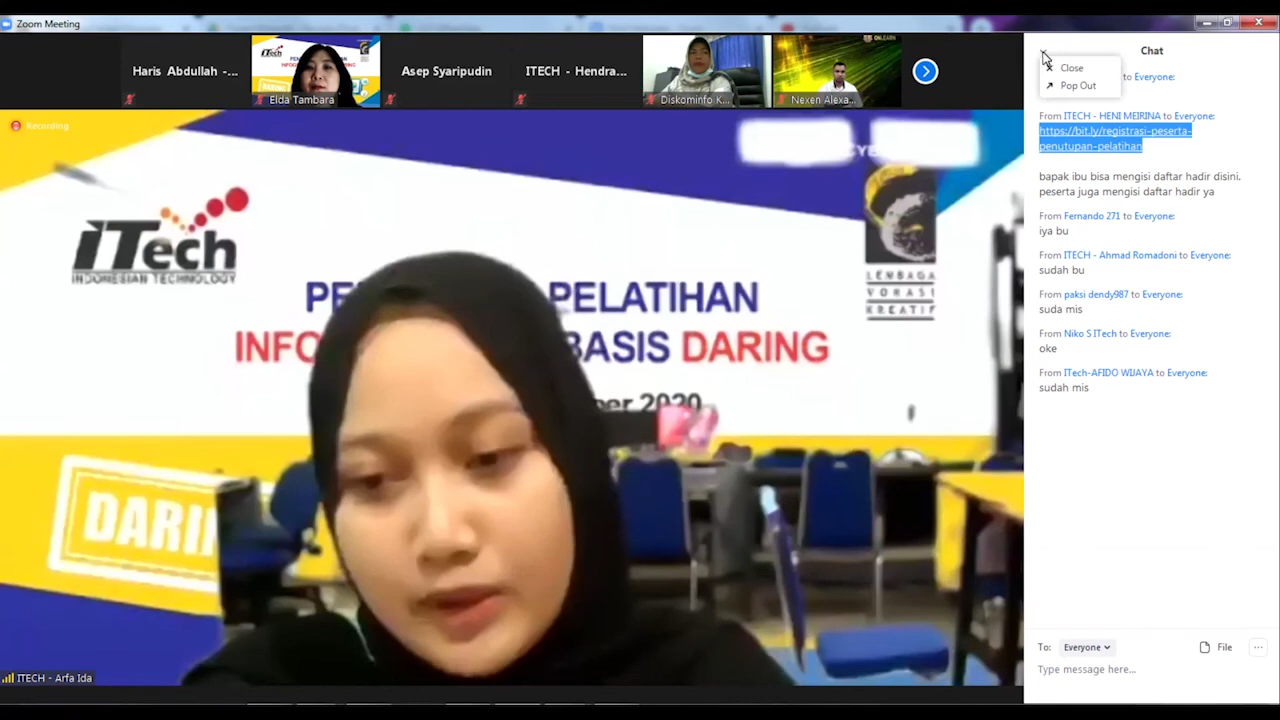 Zoom Meeting
Haris Abdullah -...
Elda Tambara
Asep Syaripudin
ITECH - Hendra...
Diskominfo K...
Nexen Alexa...
ONLEARN
Recording
iTech
INDONESIAN TECHNOLOGY
PELATIHAN
BASIS DARING
2020
LEMBAGA
VOKASI
KREATIF
ITECH - Arfa Ida
Chat
Close
Pop Out
to Everyone:
From ITECH - HENI MEIRINA to Everyone:
https://bit.ly/registrasi-peserta-
penutupan-pelatihan
bapak ibu bisa mengisi daftar hadir disini.
peserta juga mengisi daftar hadir ya
From Fernando 271 to Everyone:
iya bu
From ITECH - Ahmad Romadoni to Everyone:
sudah bu
From paksi dendy987 to Everyone:
suda mis
From Niko S ITech to Everyone:
oke
From ITech-AFIDO WIJAYA to Everyone:
sudah mis
To: Everyone
File
Type message here...